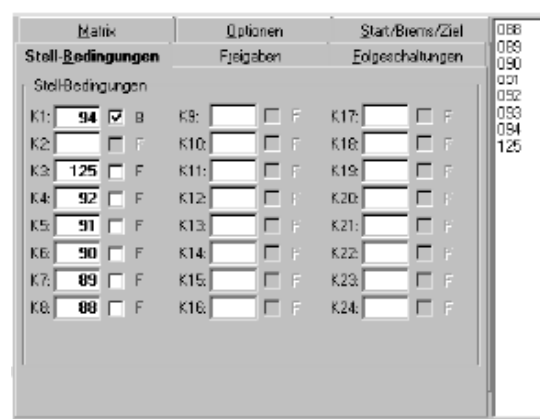 Matrix Optionen Start/Brems/Ziel
Stell-Bedingungen Freigaben Folgeschaltungen
Stell-Bedingungen
K1: 94 B K9: F K17: F
K2: F K10: F K18: F
K3: 125 F K11: F K19: F
K4: 92 F K12: F K20: F
K5: 91 F K13: F K21: F
K6: 90 F K14: F K22: F
K7: 89 F K15: F K23: F
K8: 88 F K16: F K24: F
088
089
090
091
092
093
094
125